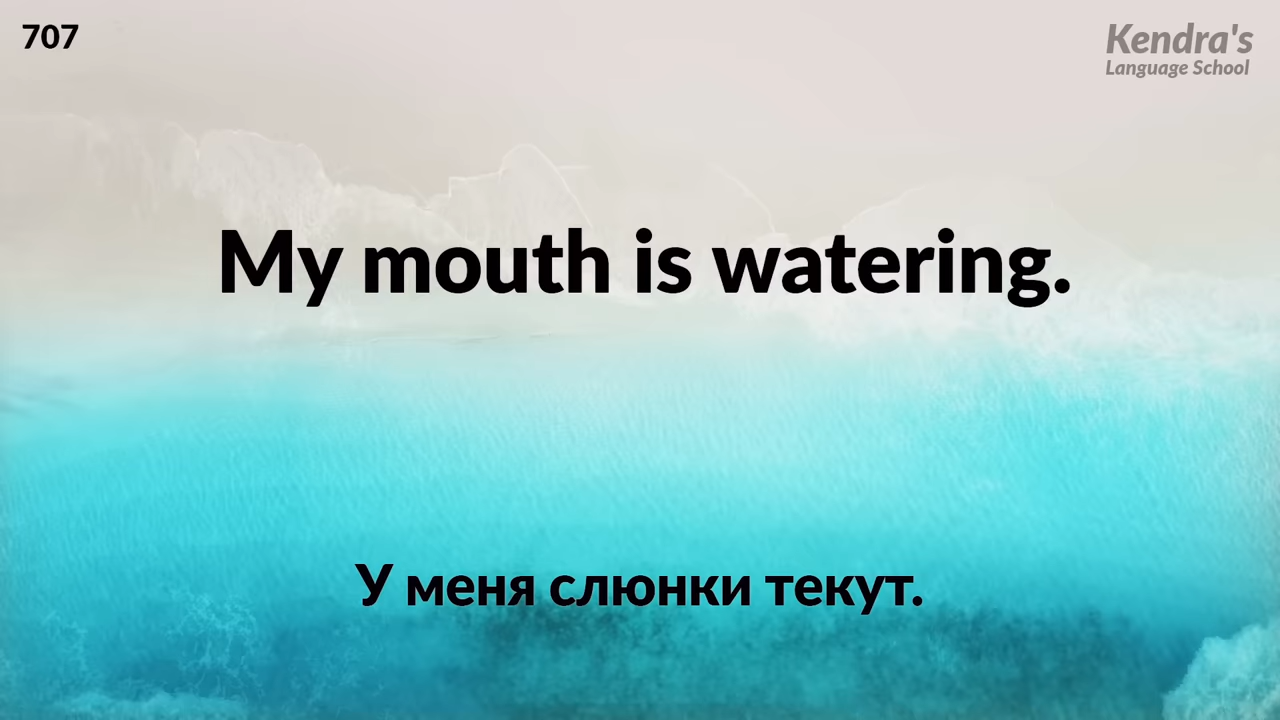 707
Kendra's
Language School
My mouth is watering.
У меня слюнки текут.